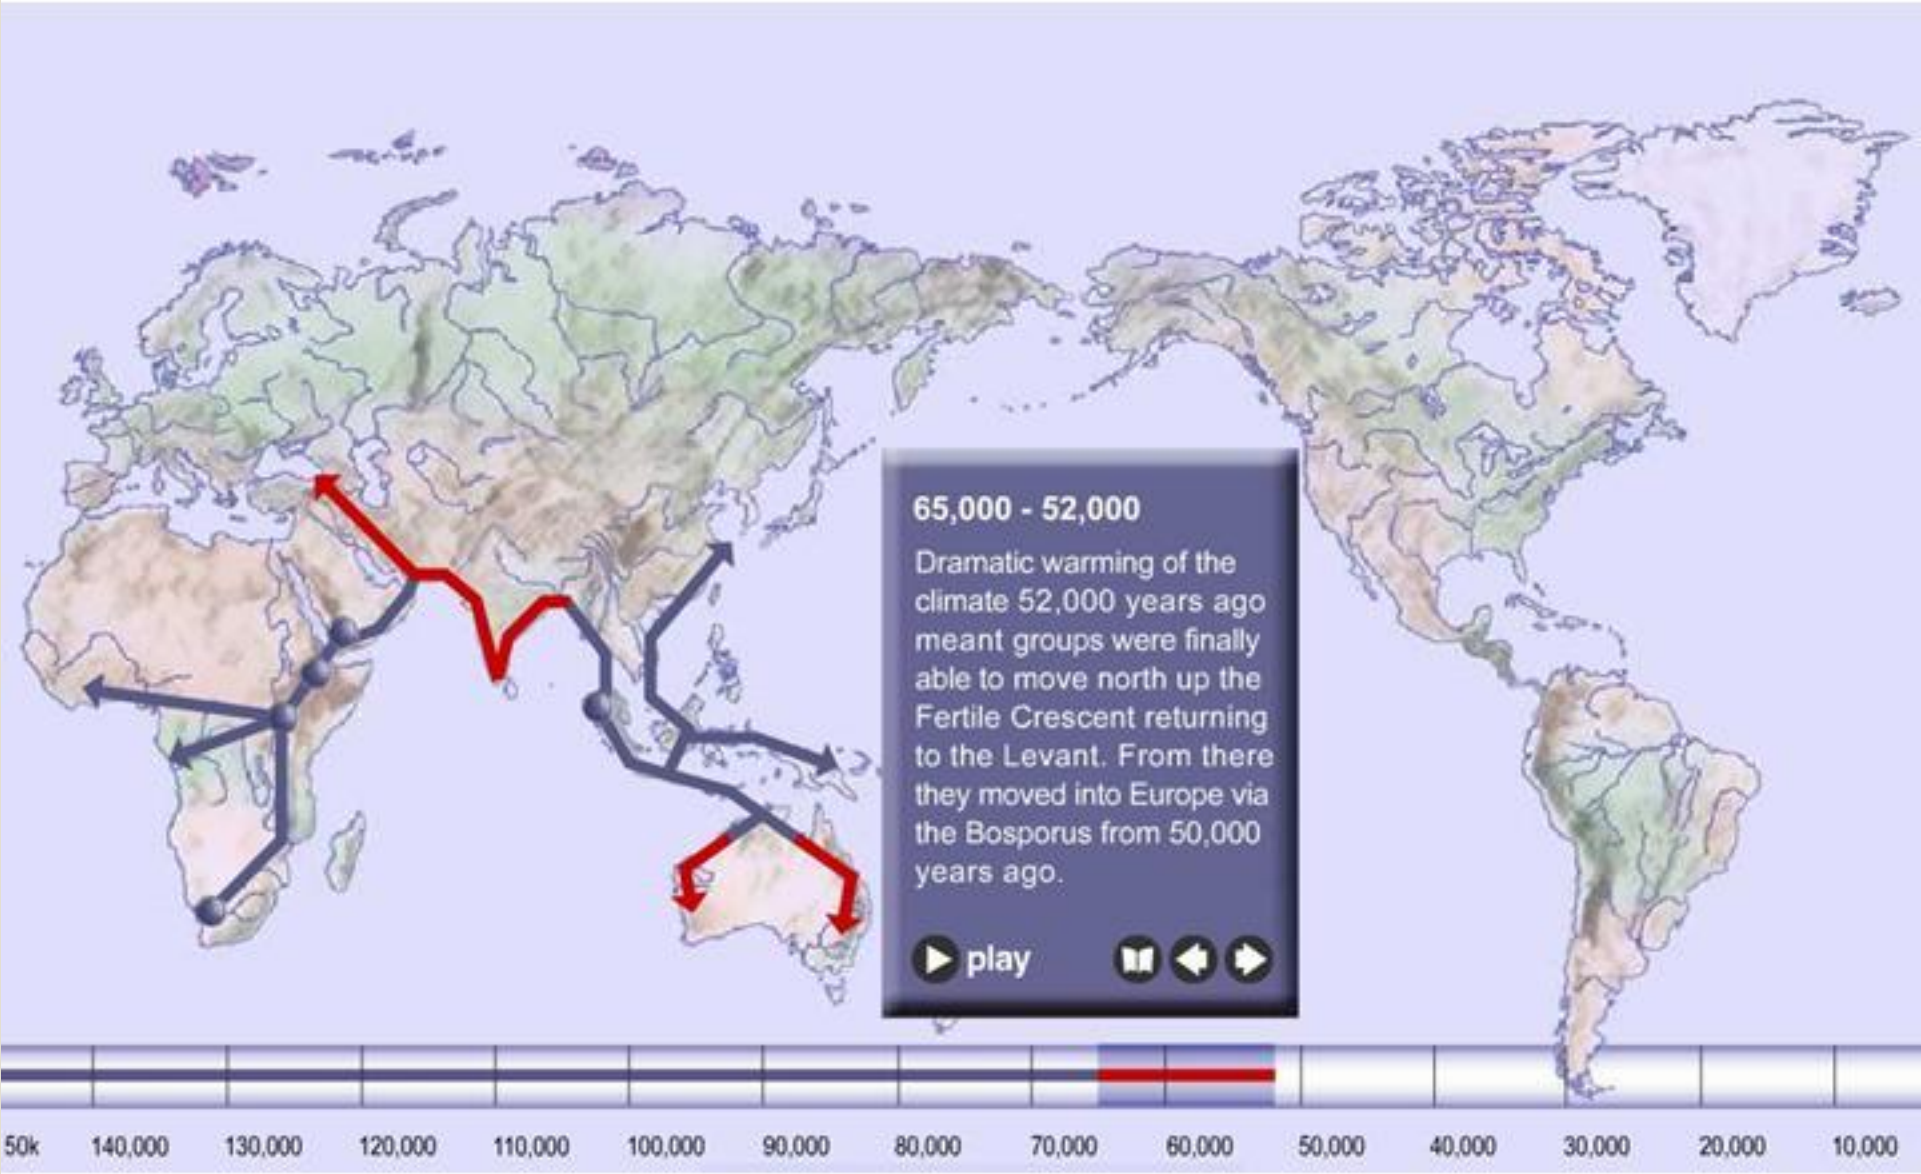 65,000 - 52,000
Dramatic warming of the
climate 52,000 years ago
meant groups were finally
able to move north up the
Fertile Crescent returning
to the Levant. From there
they moved into Europe via
the Bosporus from 50,000
years ago.
play
50k 140,000 130,000 120,000 110,000 100,000 90,000 80,000 70,000 60,000 50,000 40,000 30,000 20,000 10,000